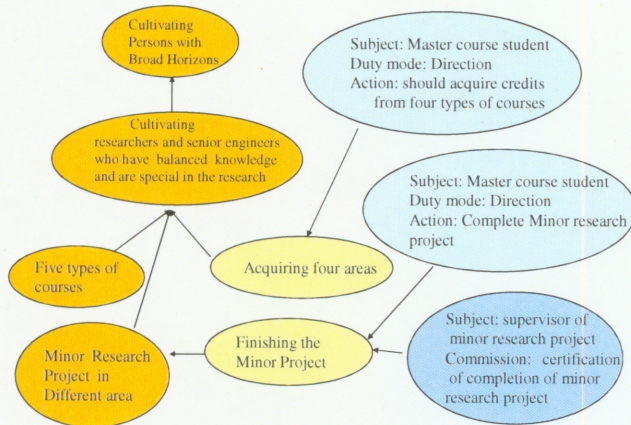 Cultivating
Persons with
Broad Horizons
Subject: Master course student
Duty mode: Direction
Action: should acquire credits
from four types of courses
Cultivating
researchers and senior engineers
who have balanced knowledge
and are special in the research
Subject: Master course student
Duty mode: Direction
Action: Complete Minor research
project
Five types of
courses
Acquiring four areas
Minor Research
Project in
Different area
Finishing the
Minor Project
Subject: supervisor of
minor research project
Commission: certification
of completion of minor
research project